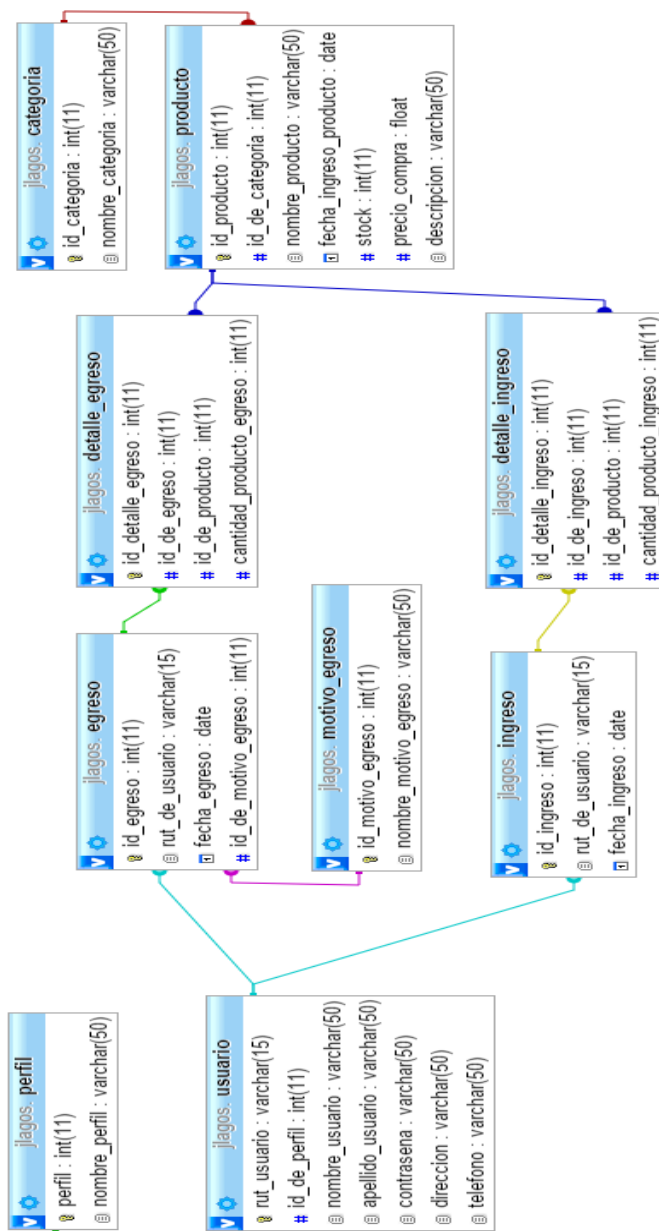 jlagos. perfil
perfil : int(11)
nombre_perfil : varchar(50)
jlagos. usuario
rut_usuario : varchar(15)
# id_de_perfil : int(11)
nombre_usuario : varchar(50)
apellido_usuario : varchar(50)
contrasena : varchar(50)
direccion : varchar(50)
telefono : varchar(50)
jlagos. egreso
id_egreso : int(11)
rut_de_usuario : varchar(15)
fecha_egreso : date
# id_de_motivo_egreso : int(11)
jlagos. motivo_egreso
id_motivo_egreso : int(11)
nombre_motivo_egreso : varchar(50)
jlagos. ingreso
id_ingreso : int(11)
rut_de_usuario : varchar(15)
fecha_ingreso : date
jlagos. detalle_egreso
id_detalle_egreso : int(11)
# id_de_egreso : int(11)
# id_de_producto : int(11)
# cantidad_producto_egreso : int(11)
jlagos. detalle_ingreso
id_detalle_ingreso : int(11)
# id_de_ingreso : int(11)
# id_de_producto : int(11)
# cantidad_producto_ingreso : int(11)
jlagos. categoria
id_categoria : int(11)
nombre_categoria : varchar(50)
jlagos. producto
id_producto : int(11)
# id_de_categoria : int(11)
nombre_producto : varchar(50)
fecha_ingreso_producto : date
# stock : int(11)
# precio_compra : float
descripcion : varchar(50)